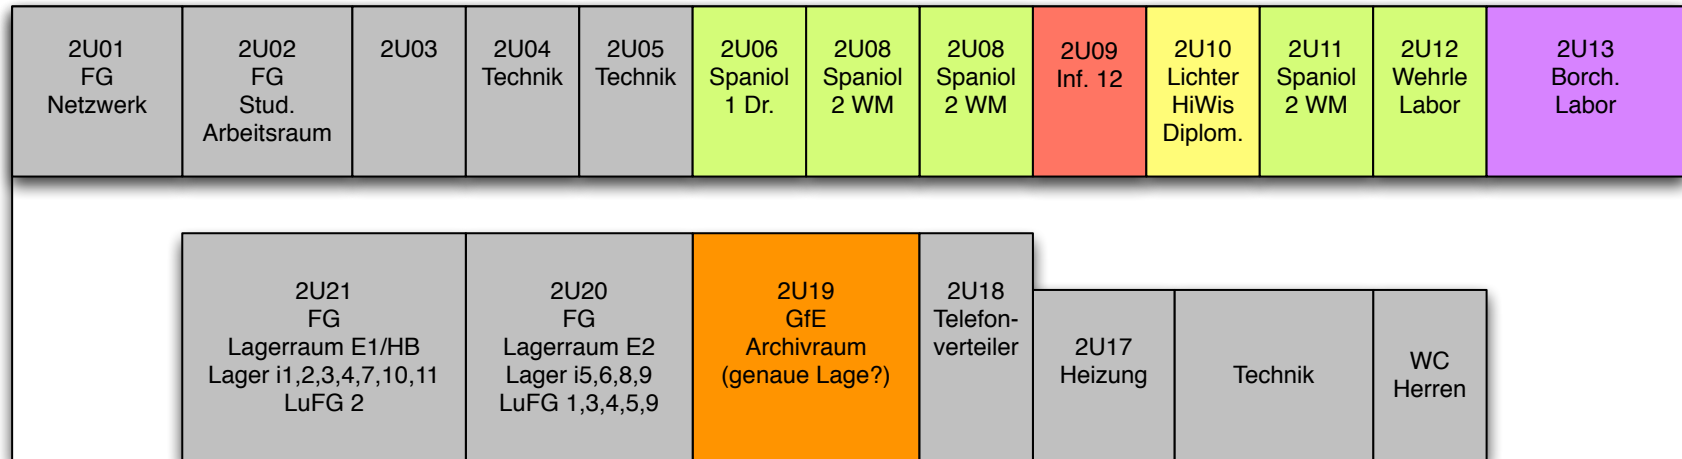 2U01
FG
Netzwerk
2U02
FG
Stud.
Arbeitsraum
2U03
2U04
Technik
2U05
Technik
2U06
Spaniol
1 Dr.
2U08
Spaniol
2 WM
2U08
Spaniol
2 WM
2U09
Inf. 12
2U10
Lichter
HiWis
Diplom.
2U11
Spaniol
2 WM
2U12
Wehrle
Labor
2U13
Borch.
Labor
2U21
FG
Lagerraum E1/HB
Lager i1,2,3,4,7,10,11
LuFG 2
2U20
FG
Lagerraum E2
Lager i5,6,8,9
LuFG 1,3,4,5,9
2U19
GfE
Archivraum
(genaue Lage?)
2U18
Telefon-
verteiler
2U17
Heizung
Technik
WC
Herren